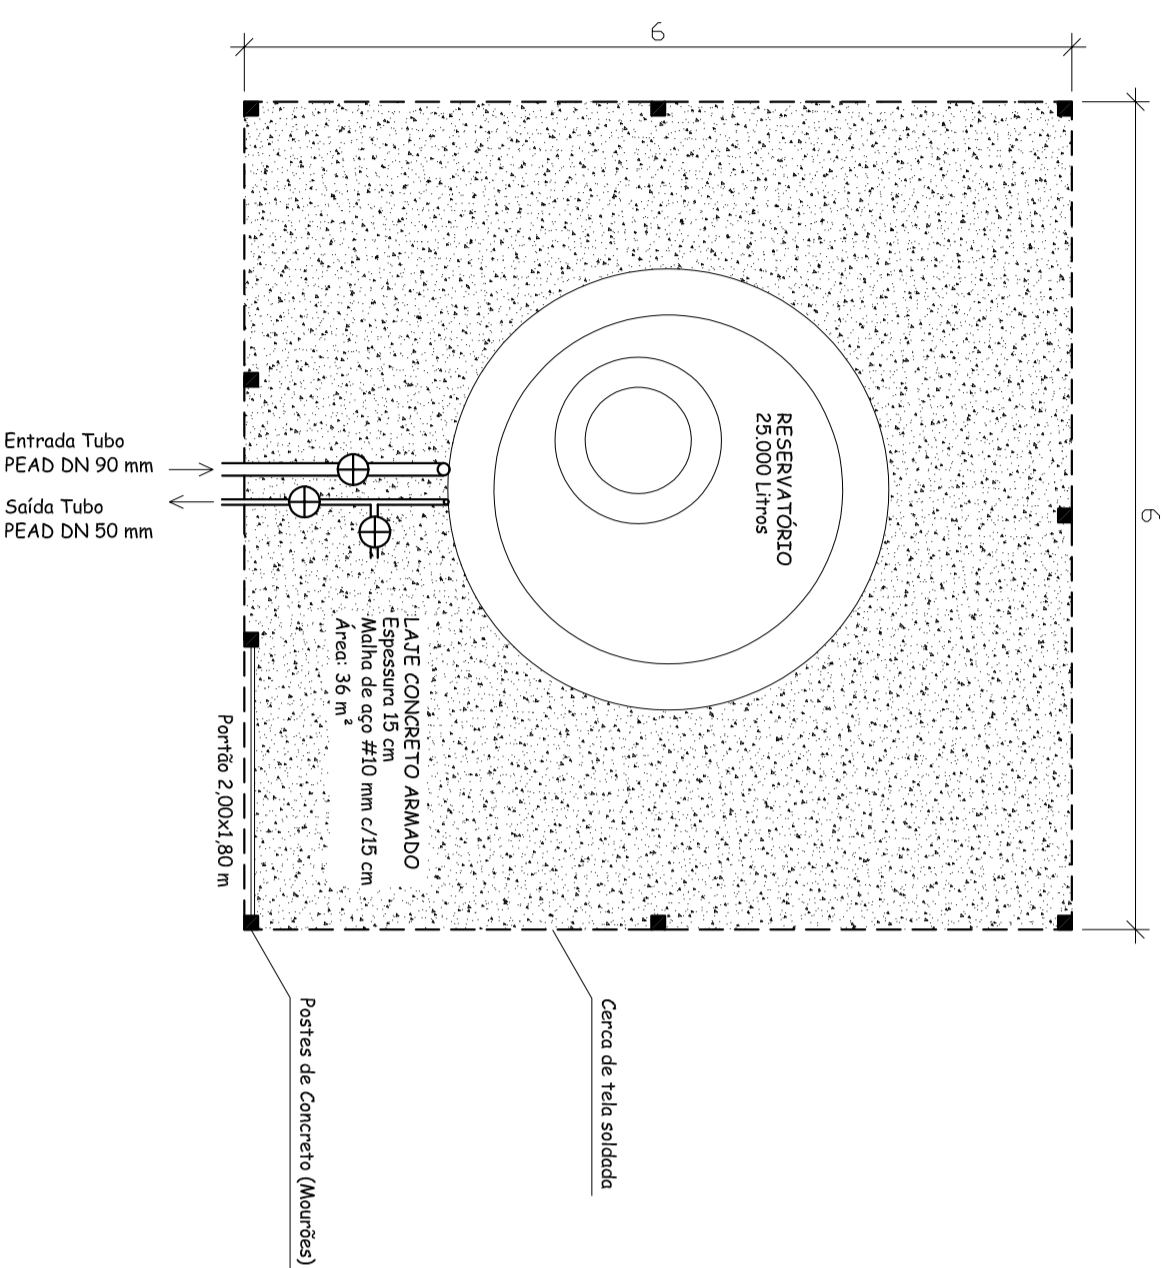 6
6
RESERVATÓRIO
25.000 Litros
Entrada Tubo
PEAD DN 90 mm
Saída Tubo
PEAD DN 50 mm
LAJE CONCRETO ARMADO
Espessura 15 cm
Malha de aço #10 mm c/15 cm
Área: 36 m²
Portão 2,00x1,80 m
Cerca de tela soldada
Postes de Concreto (Mourões)